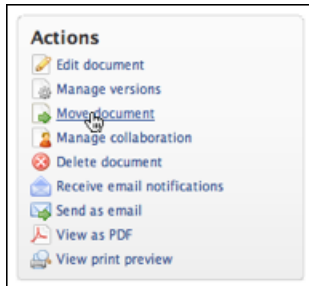 Actions
Edit document
Manage versions
Move document
Manage collaboration
Delete document
Receive email notifications
Send as email
View as PDF
View print preview